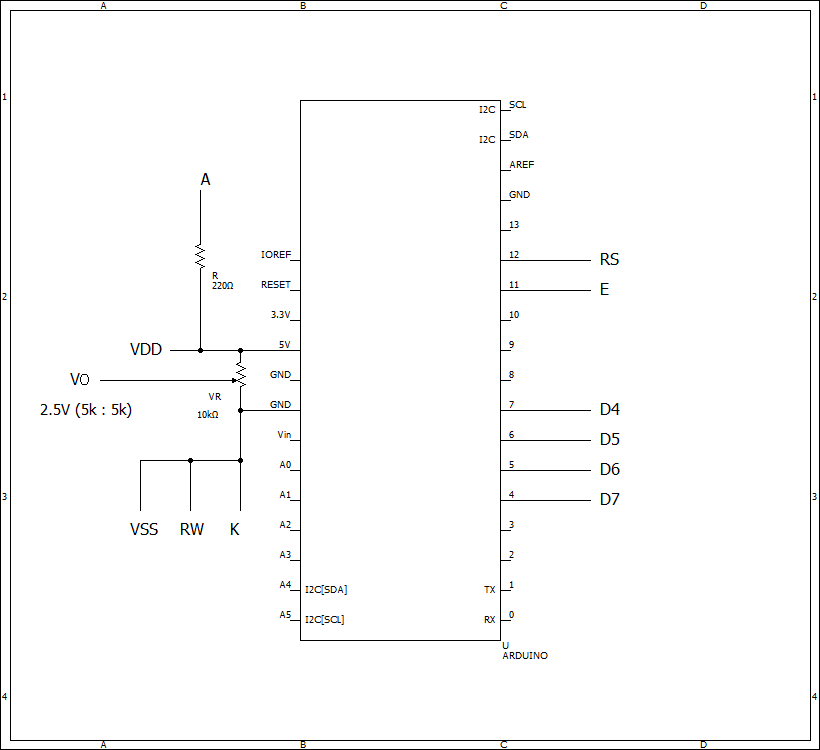 A B C D
1 1
I2C SCL
I2C SDA
AREF
A
GND
13
IOREF 12 RS
R
220Ω
RESET 11 E
2 2
3.3V 10
VDD 5V 9
VO GND 8
VR
10kΩ
2.5V (5k : 5k) GND 7 D4
Vin 6 D5
A0 5 D6
3 3
A1 4 D7
VSS RW K A2 3
A3 2
A4 I2C[SDA] TX 1
A5 I2C[SCL] RX 0
U
ARDUINO
4 4
A B C D